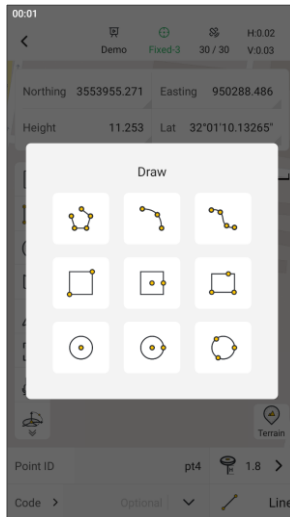 00:01
H:0.02
Demo Fixed-3 30 / 30 V:0.03
Northing 3553955.271 Easting 950288.486
Height 11.253 Lat 32°01'10.13265"
Draw
Terrain
Point ID pt4 1.8
Code Optional Line